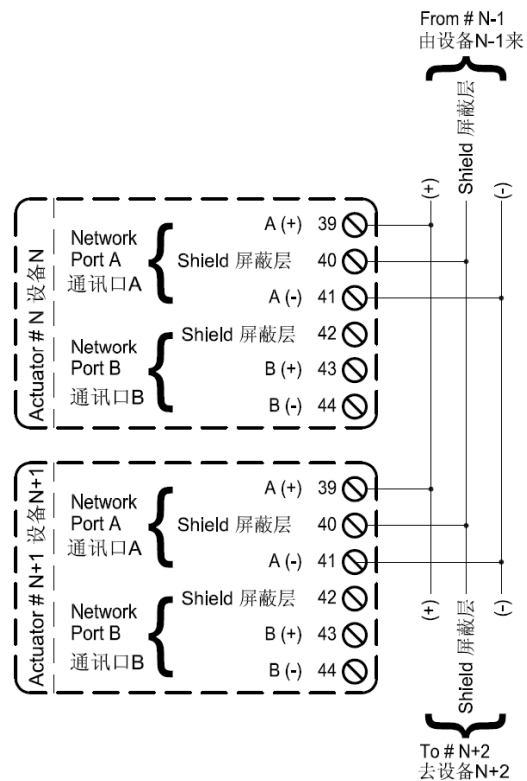 From # N-1
由设备N-1来
(+)
Shield 屏蔽层
(-)
Actuator # N 设备N
Network
Port A
通讯口A
A (+) 39
Shield 屏蔽层 40
A (-) 41
Network
Port B
通讯口B
Shield 屏蔽层 42
B (+) 43
B (-) 44
Actuator # N+1 设备N+1
Network
Port A
通讯口A
A (+) 39
Shield 屏蔽层 40
A (-) 41
Network
Port B
通讯口B
Shield 屏蔽层 42
B (+) 43
B (-) 44
(+)
Shield 屏蔽层
(-)
To # N+2
去设备N+2